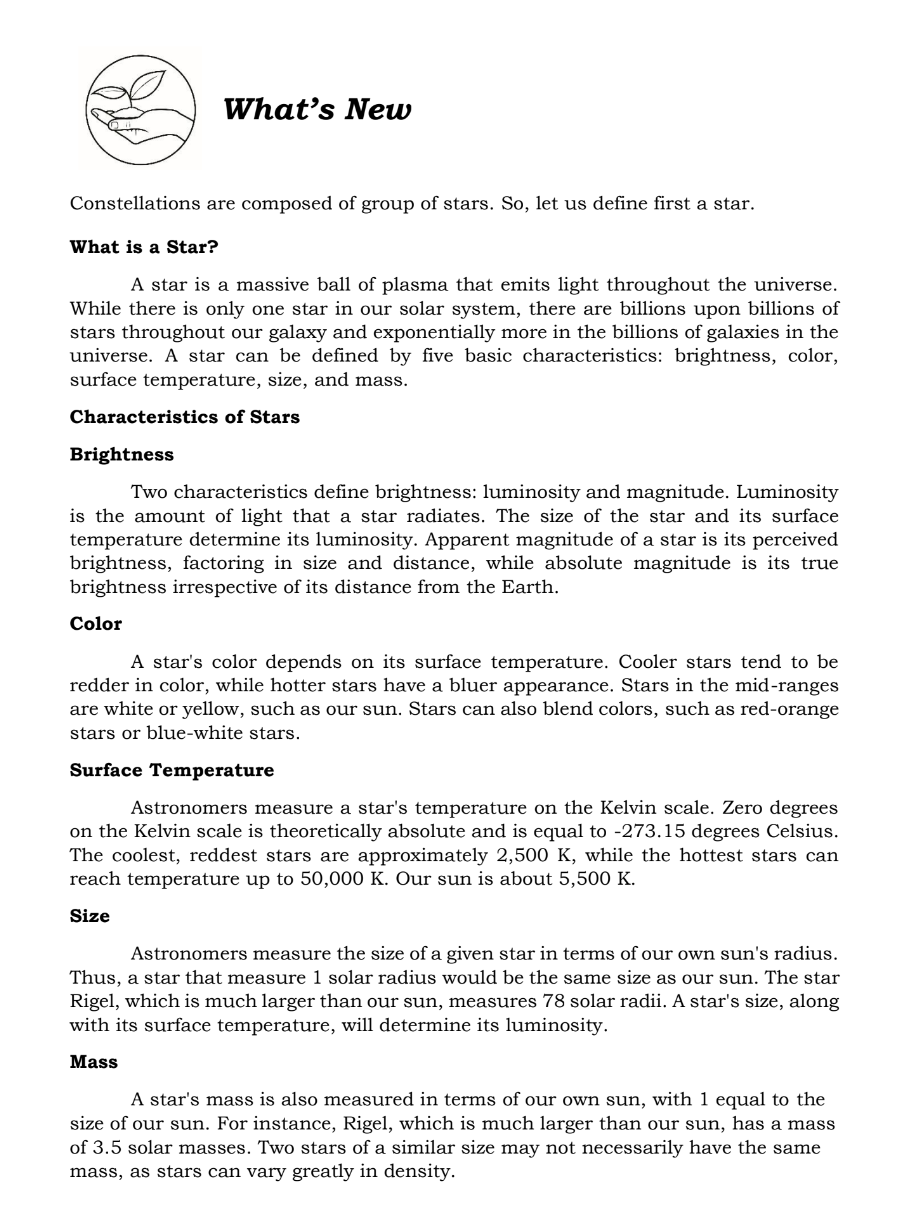 What’s New
Constellations are composed of group of stars. So, let us define first a star.
What is a Star?
A star is a massive ball of plasma that emits light throughout the universe.
While there is only one star in our solar system, there are billions upon billions of
stars throughout our galaxy and exponentially more in the billions of galaxies in the
universe. A star can be defined by five basic characteristics: brightness, color,
surface temperature, size, and mass.
Characteristics of Stars
Brightness
Two characteristics define brightness: luminosity and magnitude. Luminosity
is the amount of light that a star radiates. The size of the star and its surface
temperature determine its luminosity. Apparent magnitude of a star is its perceived
brightness, factoring in size and distance, while absolute magnitude is its true
brightness irrespective of its distance from the Earth.
Color
A star's color depends on its surface temperature. Cooler stars tend to be
redder in color, while hotter stars have a bluer appearance. Stars in the mid-ranges
are white or yellow, such as our sun. Stars can also blend colors, such as red-orange
stars or blue-white stars.
Surface Temperature
Astronomers measure a star's temperature on the Kelvin scale. Zero degrees
on the Kelvin scale is theoretically absolute and is equal to -273.15 degrees Celsius.
The coolest, reddest stars are approximately 2,500 K, while the hottest stars can
reach temperature up to 50,000 K. Our sun is about 5,500 K.
Size
Astronomers measure the size of a given star in terms of our own sun's radius.
Thus, a star that measure 1 solar radius would be the same size as our sun. The star
Rigel, which is much larger than our sun, measures 78 solar radii. A star's size, along
with its surface temperature, will determine its luminosity.
Mass
A star's mass is also measured in terms of our own sun, with 1 equal to the
size of our sun. For instance, Rigel, which is much larger than our sun, has a mass
of 3.5 solar masses. Two stars of a similar size may not necessarily have the same
mass, as stars can vary greatly in density.